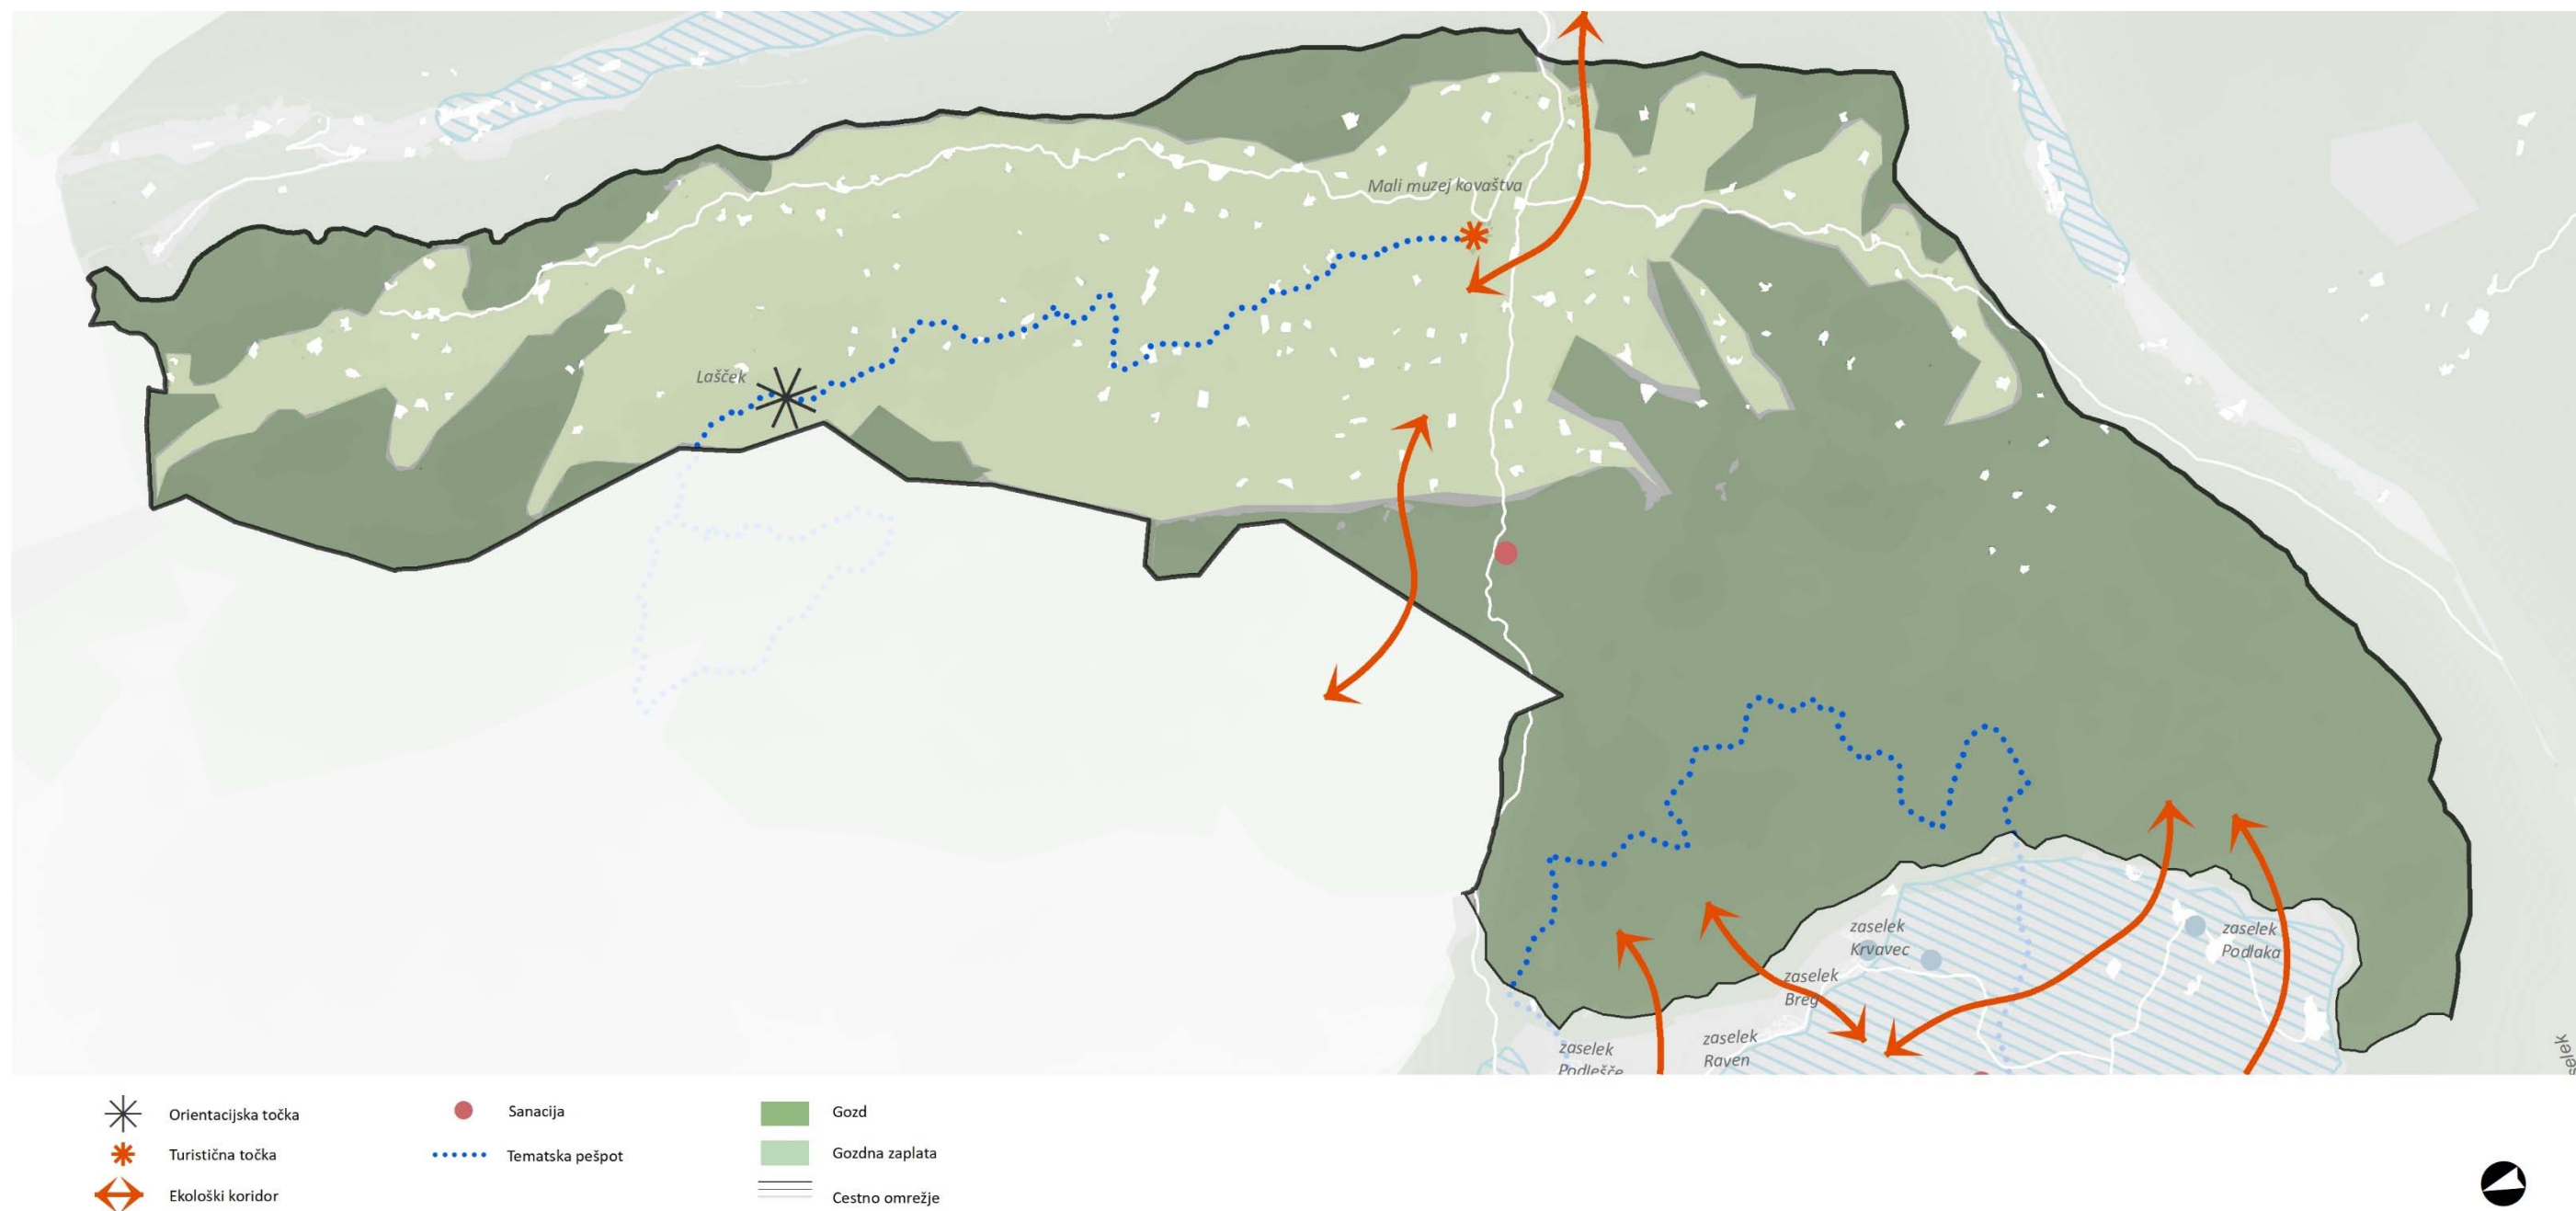 Mali muzej kovaštva
Lašček
zaselek
Krvavec
zaselek
Podlaka
zaselek
Breg
zaselek
Raven
zaselek
Podlešče
Orientacijska točka
Sanacija
Gozd
Turistična točka
Tematska pešpot
Gozdna zaplata
Ekološki koridor
Cestno omrežje